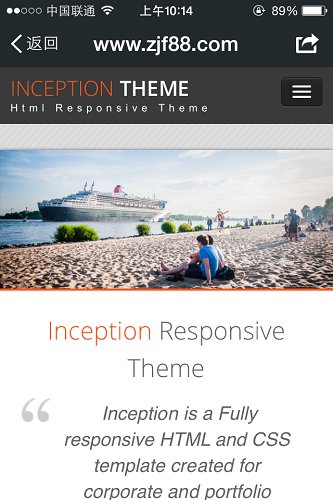 中国联通 上午10:14 89%
返回 www.zjf88.com
INCEPTION THEME
Html Responsive Theme
Inception Responsive
Theme
“ Inception is a Fully
responsive HTML and CSS
template created for
corporate and portfolio